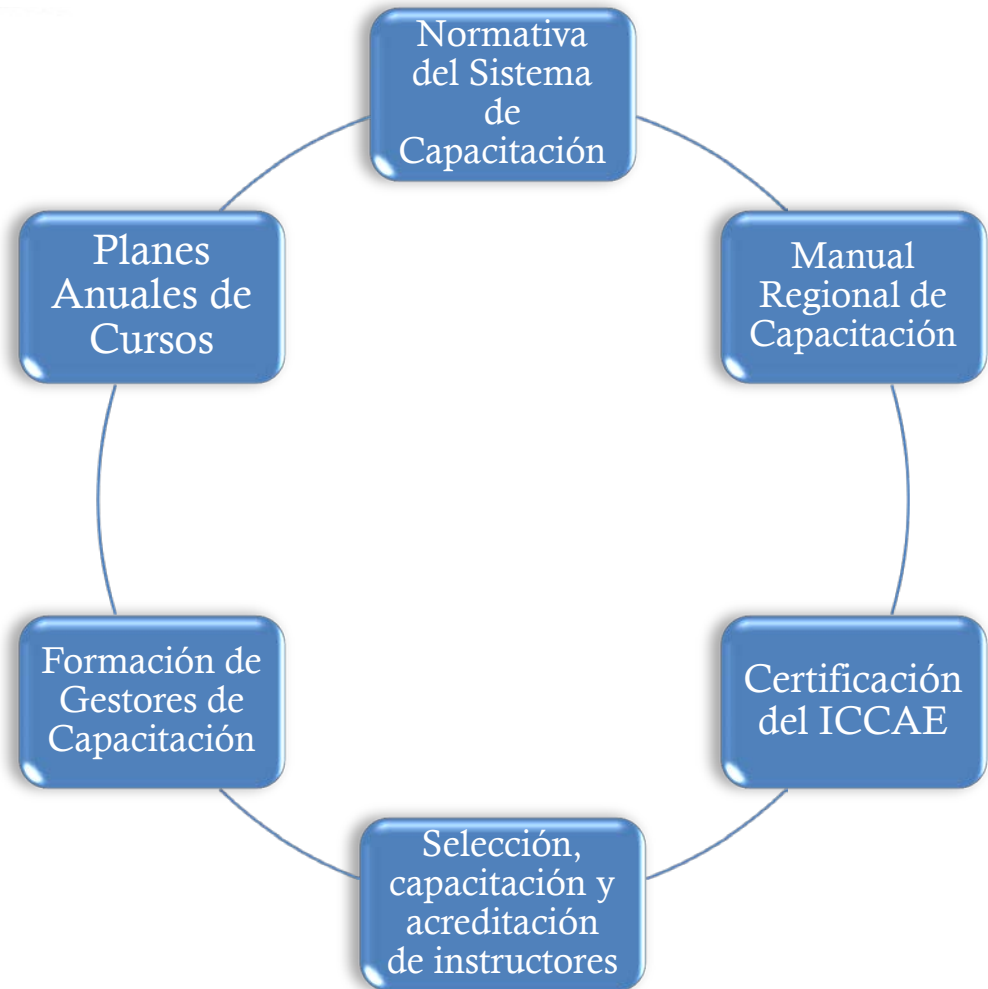 Normativa
del Sistema
de
Capacitación
Manual
Regional de
Capacitación
Certificación
del ICCAE
Selección,
capacitación y
acreditación
de instructores
Formación de
Gestores de
Capacitación
Planes
Anuales de
Cursos